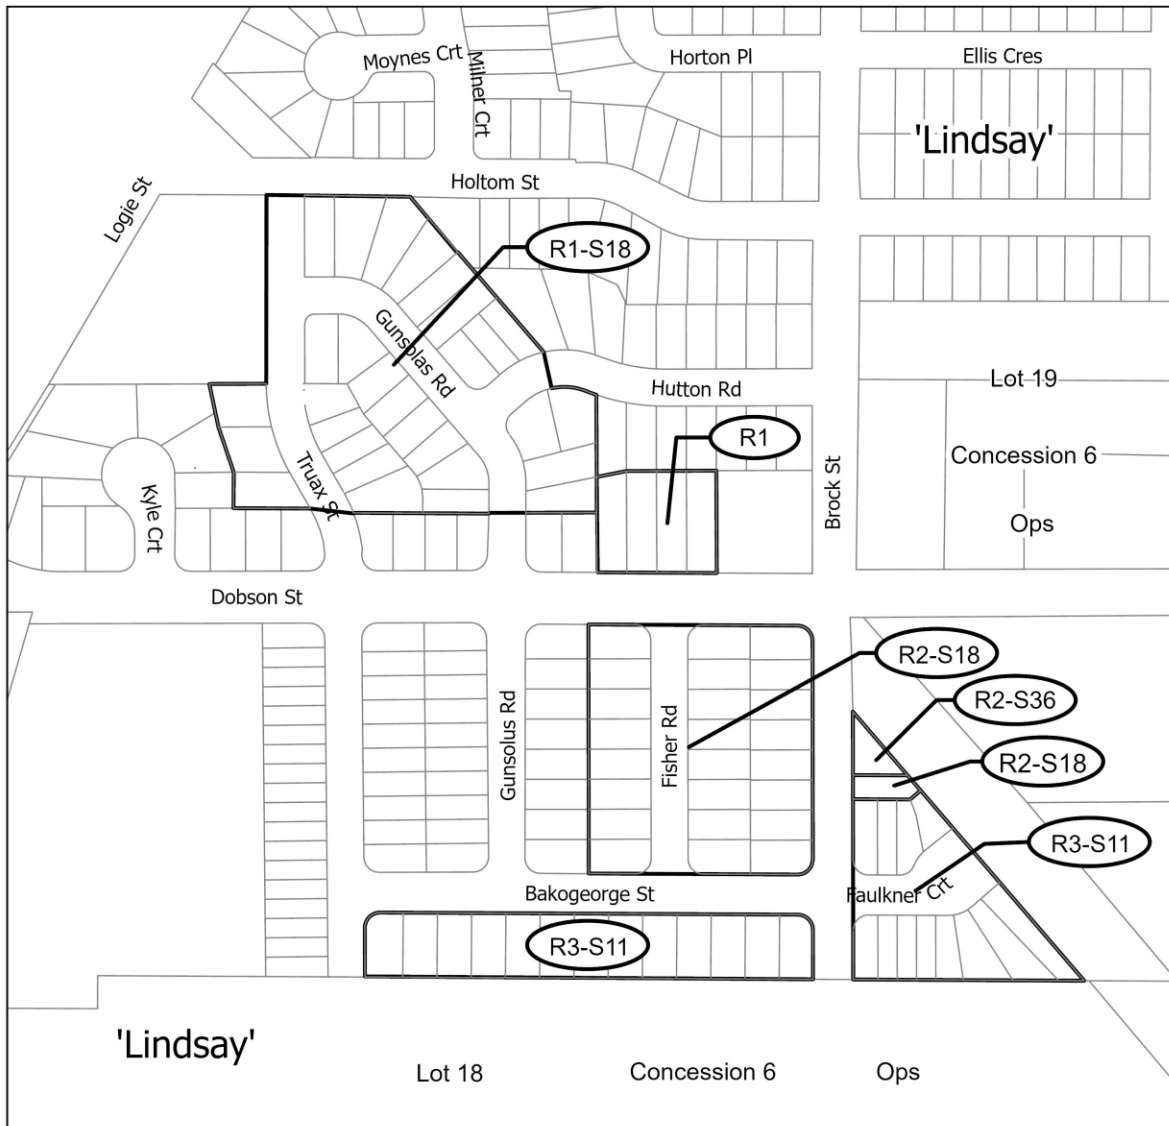 Moynes Crt
Milner Crt
Horton Pl
Ellis Cres
'Lindsay'
Holtom St
Logie St
R1-S18
Gunsolas Rd
Hutton Rd
Lot 19
R1
Concession 6
Brock St
Truax St
Kyle Crt
Ops
Dobson St
R2-S18
R2-S36
Gunsolus Rd
Fisher Rd
R2-S18
R3-S11
Bakogeorge St
Faulkner Crt
R3-S11
'Lindsay'
Lot 18
Concession 6
Ops